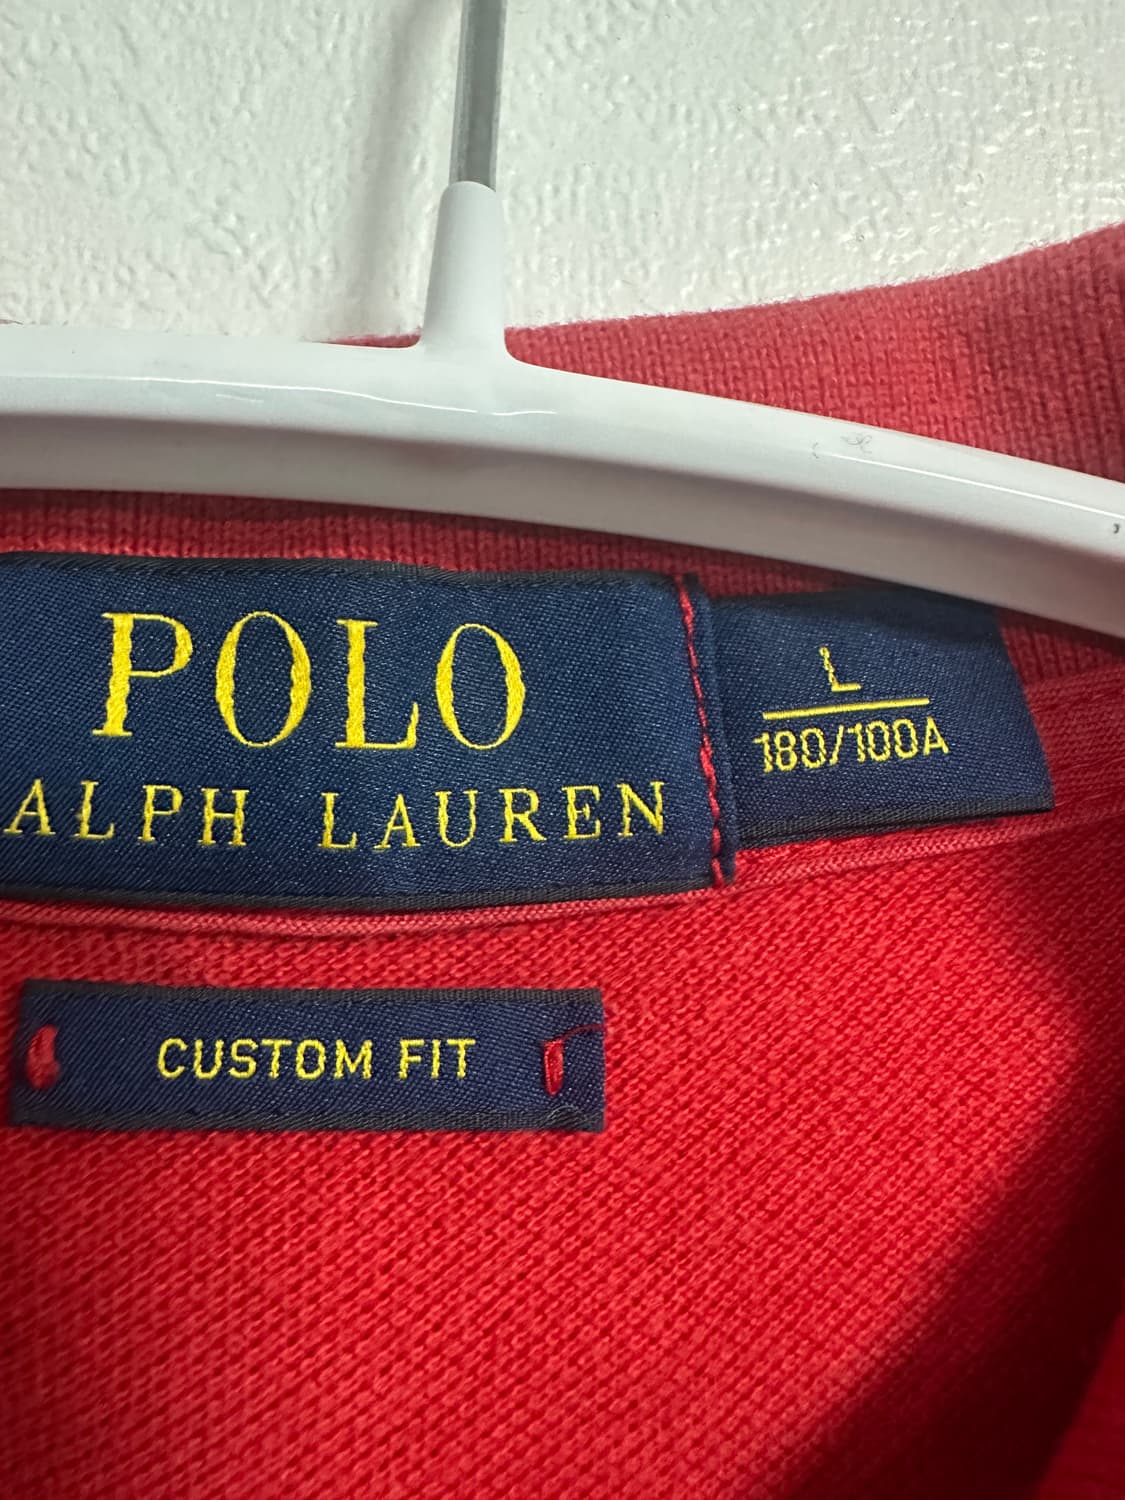 POLO
ALPH LAUREN
L
180/100A
CUSTOM FIT